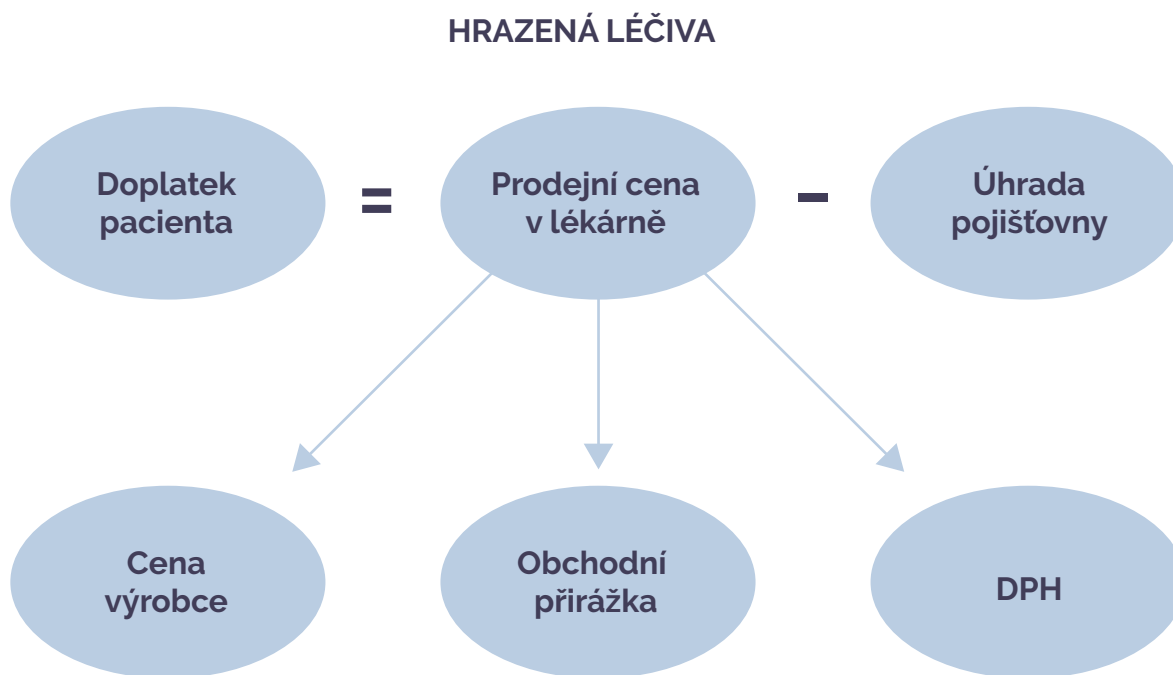 HRAZENÁ LÉČIVA
Doplatek
pacienta
=
Prodejní cena
v lékárně
–
Úhrada
pojišťovny
Cena
výrobce
Obchodní
přirážka
DPH